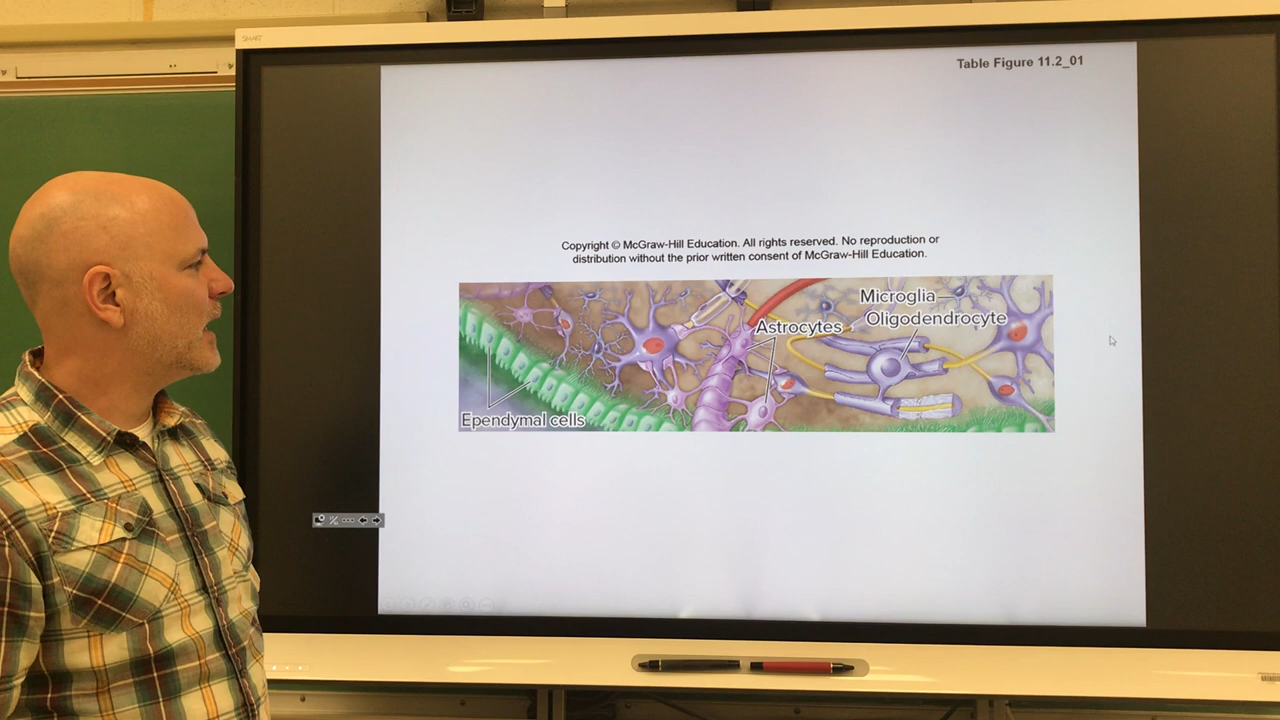 SMART
Table Figure 11.2_01
Copyright © McGraw-Hill Education. All rights reserved. No reproduction or
distribution without the prior written consent of McGraw-Hill Education.
Microglia
Oligodendrocyte
Astrocytes
Ependymal cells